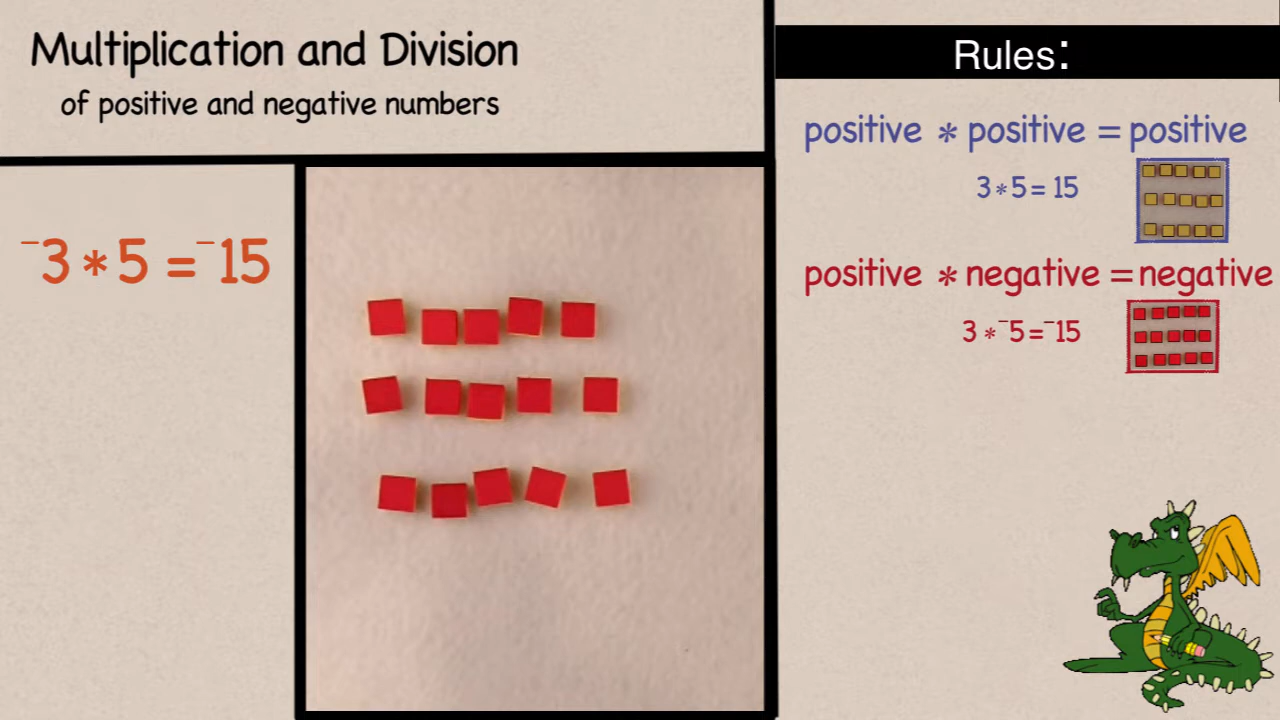 Multiplication and Division
of positive and negative numbers
⁻3 * 5 = ⁻15
Rules:
positive * positive = positive
3 * 5 = 15
positive * negative = negative
3 * ⁻5 = ⁻15